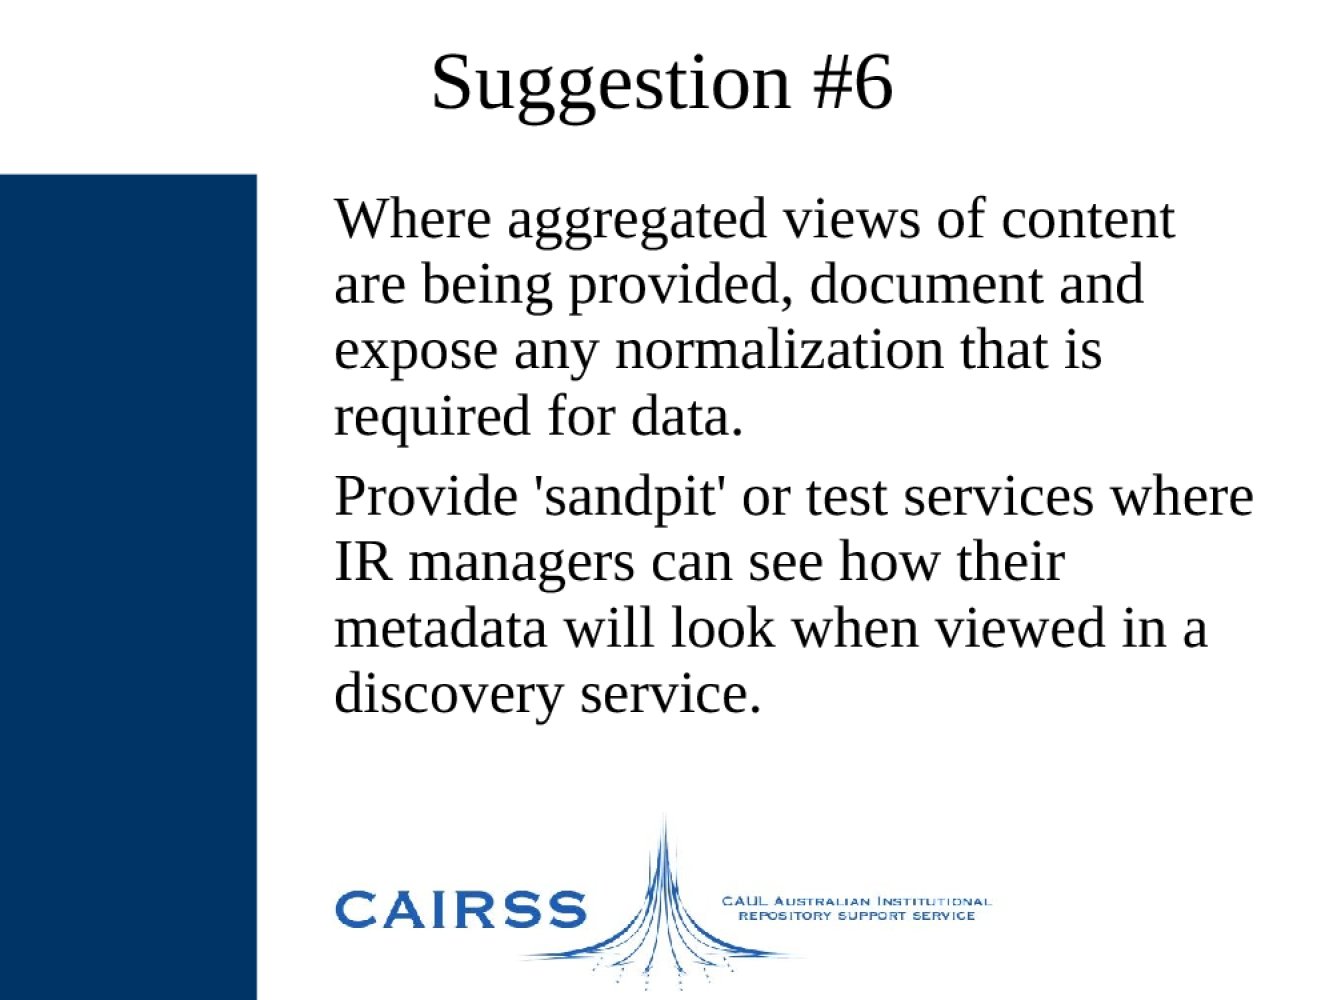 Suggestion #6
Where aggregated views of content
are being provided, document and
expose any normalization that is
required for data.
Provide 'sandpit' or test services where
IR managers can see how their
metadata will look when viewed in a
discovery service.
CAIRSS
CAUL Australian Institutional
Repository Support Service